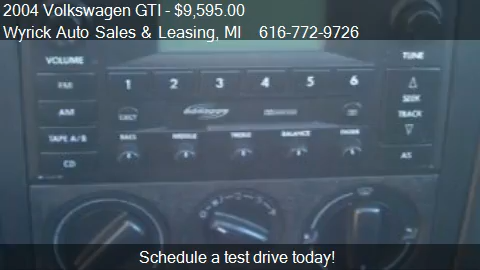 2004 Volkswagen GTI - $9,595.00
Wyrick Auto Sales & Leasing, MI 616-772-9726
VOLUME
TUNE
1 2 3 4 5 6
FM
AM
SEEK
TRACK
EJECT
TAPE A/B
BASS MIDDLE TREBLE BALANCE FADER
CD
AS
Schedule a test drive today!